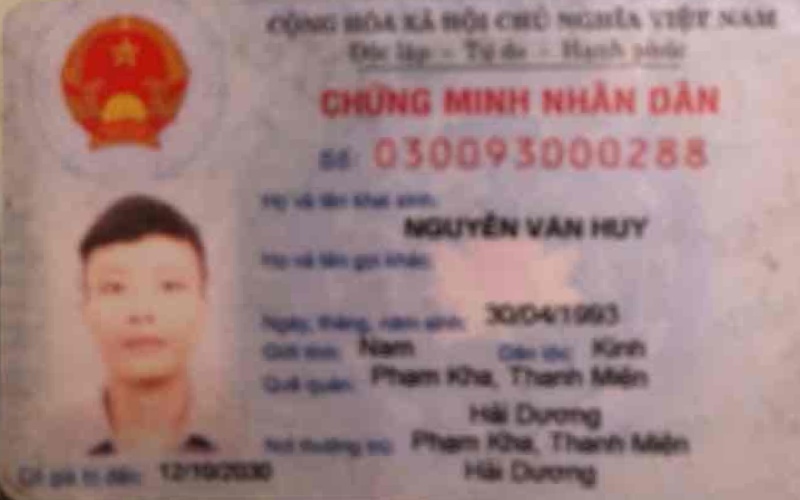 CỘNG HÒA XÃ HỘI CHỦ NGHĨA VIỆT NAM
Độc lập - Tự do - Hạnh phúc
CHỨNG MINH NHÂN DÂN
Số: 030093000288
Họ và tên khai sinh:
NGUYỄN VĂN HUY
Họ và tên gọi khác:
Ngày, tháng, năm sinh: 30/04/1993
Giới tính: Nam Dân tộc: Kinh
Quê quán: Phạm Kha, Thanh Miện
Hải Dương
Nơi thường trú: Phạm Kha, Thanh Miện
Hải Dương
Có giá trị đến: 12/10/2030